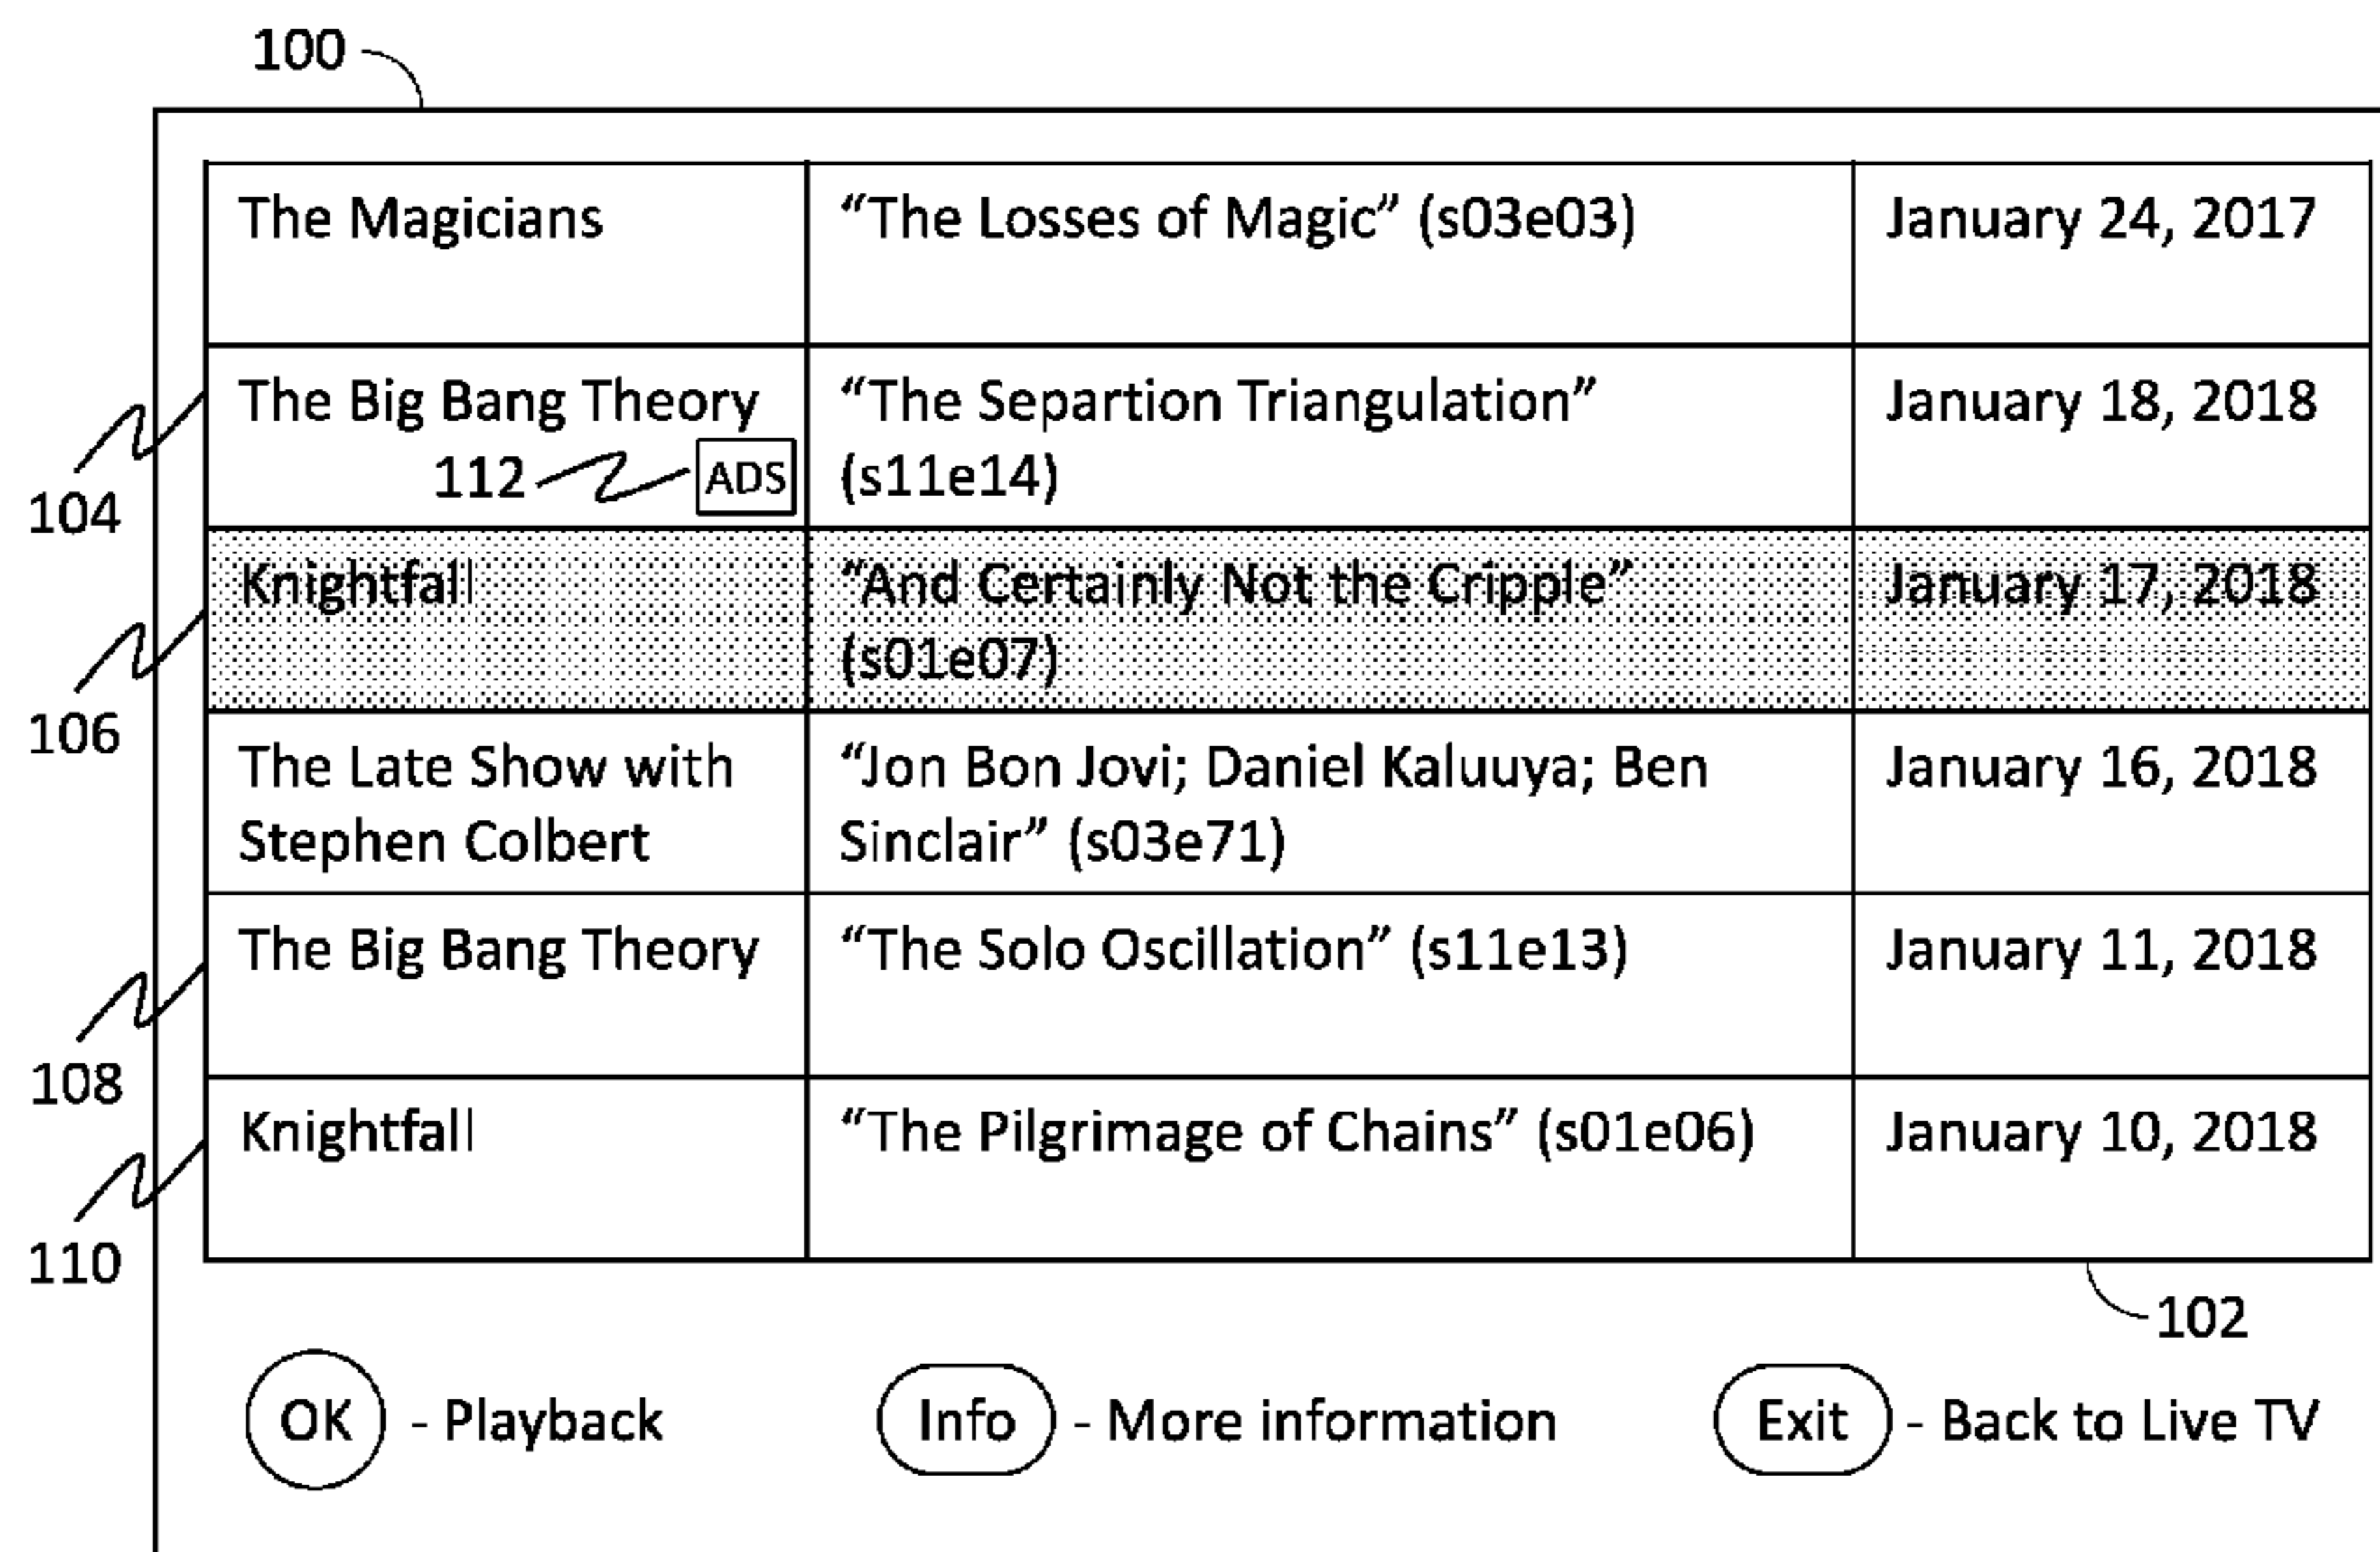 100
The Magicians
“The Losses of Magic” (s03e03)
January 24, 2017
The Big Bang Theory
112
ADS
“The Separtion Triangulation”
(s11e14)
January 18, 2018
104
Knightfall
“And Certainly Not the Cripple”
(s01e07)
January 17, 2018
106
The Late Show with
Stephen Colbert
“Jon Bon Jovi; Daniel Kaluuya; Ben
Sinclair” (s03e71)
January 16, 2018
The Big Bang Theory
“The Solo Oscillation” (s11e13)
January 11, 2018
108
Knightfall
“The Pilgrimage of Chains” (s01e06)
January 10, 2018
110
102
OK - Playback
Info - More information
Exit - Back to Live TV